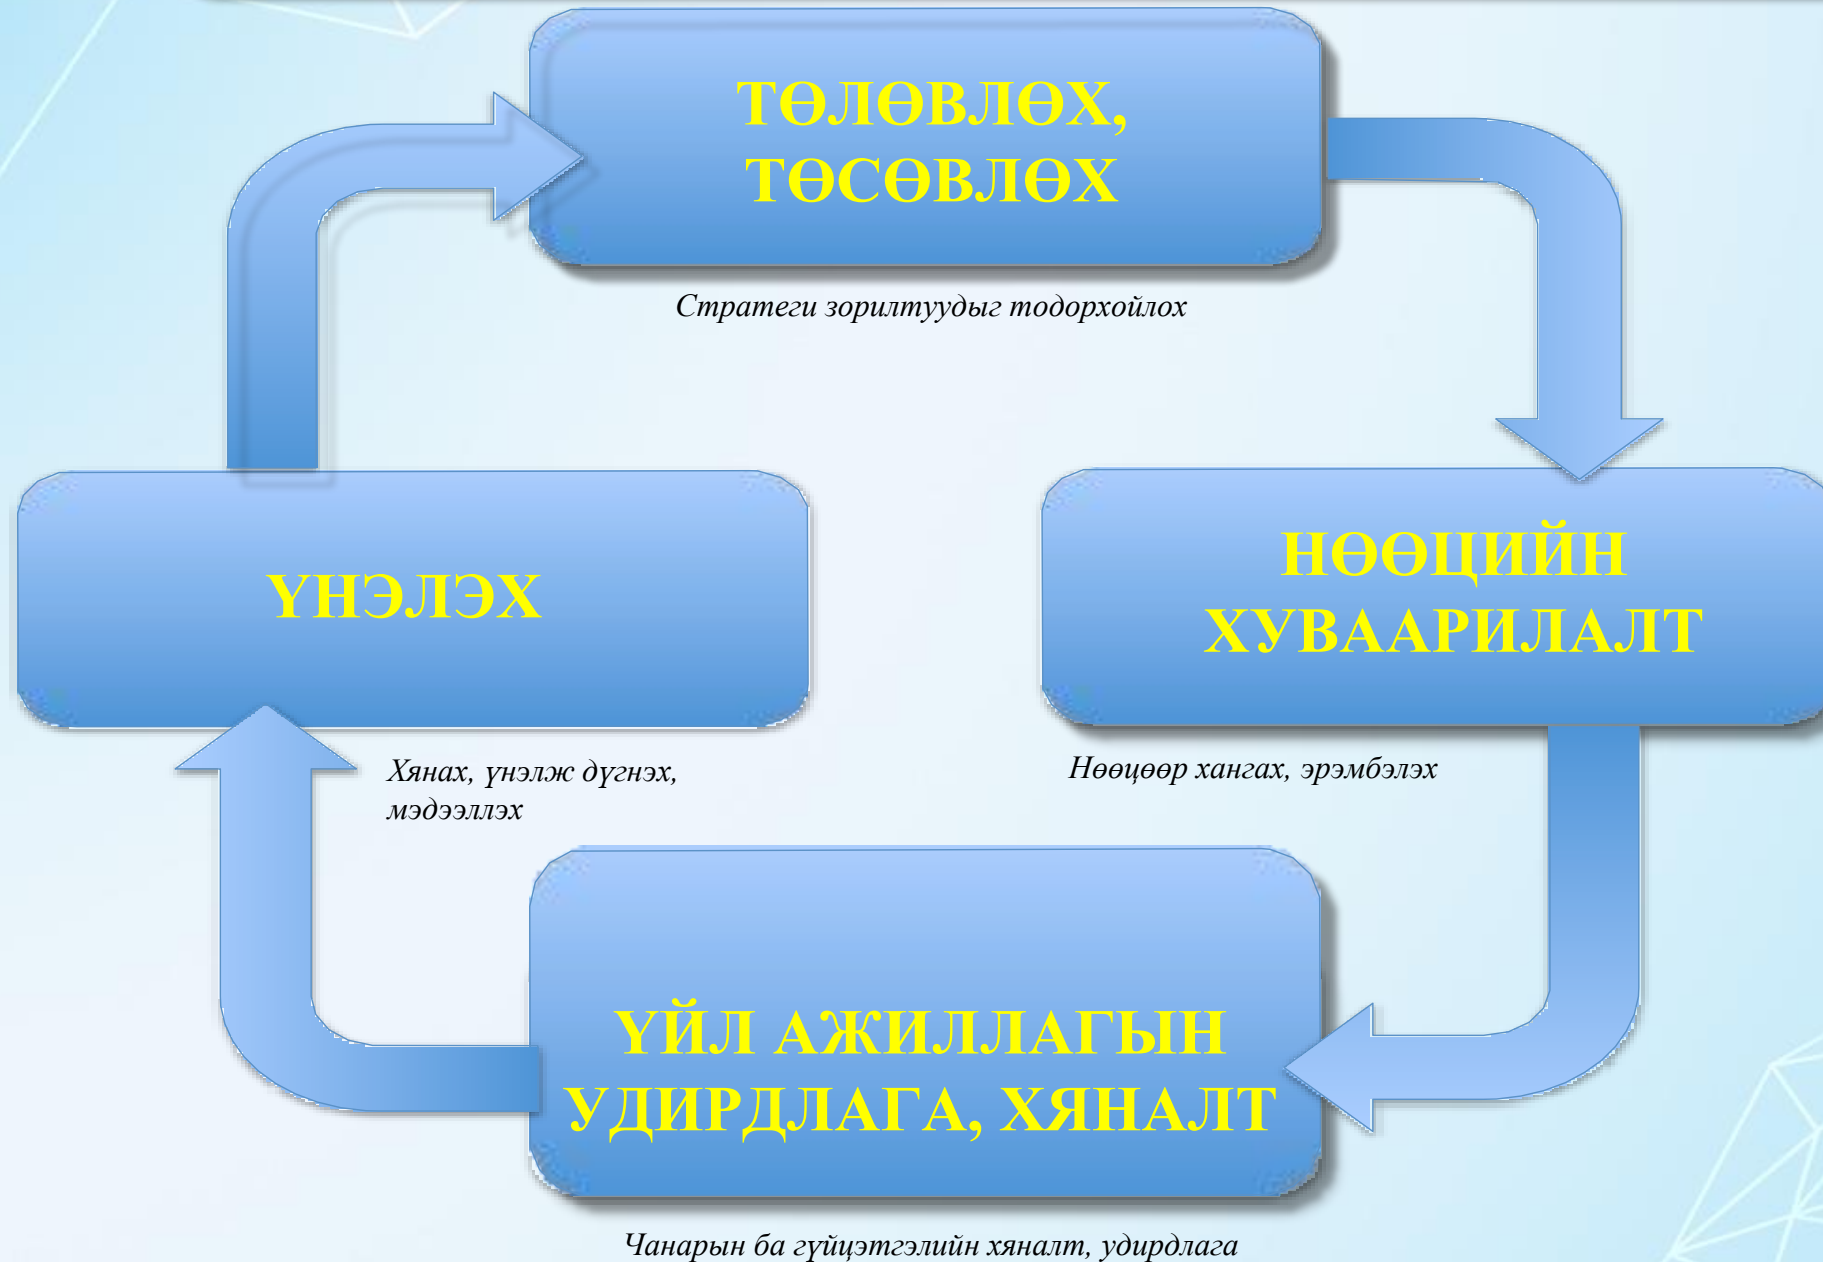 ТӨЛӨВЛӨХ,
ТӨСӨВЛӨХ
Стратеги зорилтуудыг тодорхойлох
ҮНЭЛЭХ
НӨӨЦИЙН
ХУВААРИЛАЛТ
Хянах, үнэлж дүгнэх,
мэдээллэх
Нөөцөөр хангах, эрэмбэлэх
ҮЙЛ АЖИЛЛАГЫН
УДИРДЛАГА, ХЯНАЛТ
Чанарын ба гүйцэтгэлийн хяналт, удирдлага